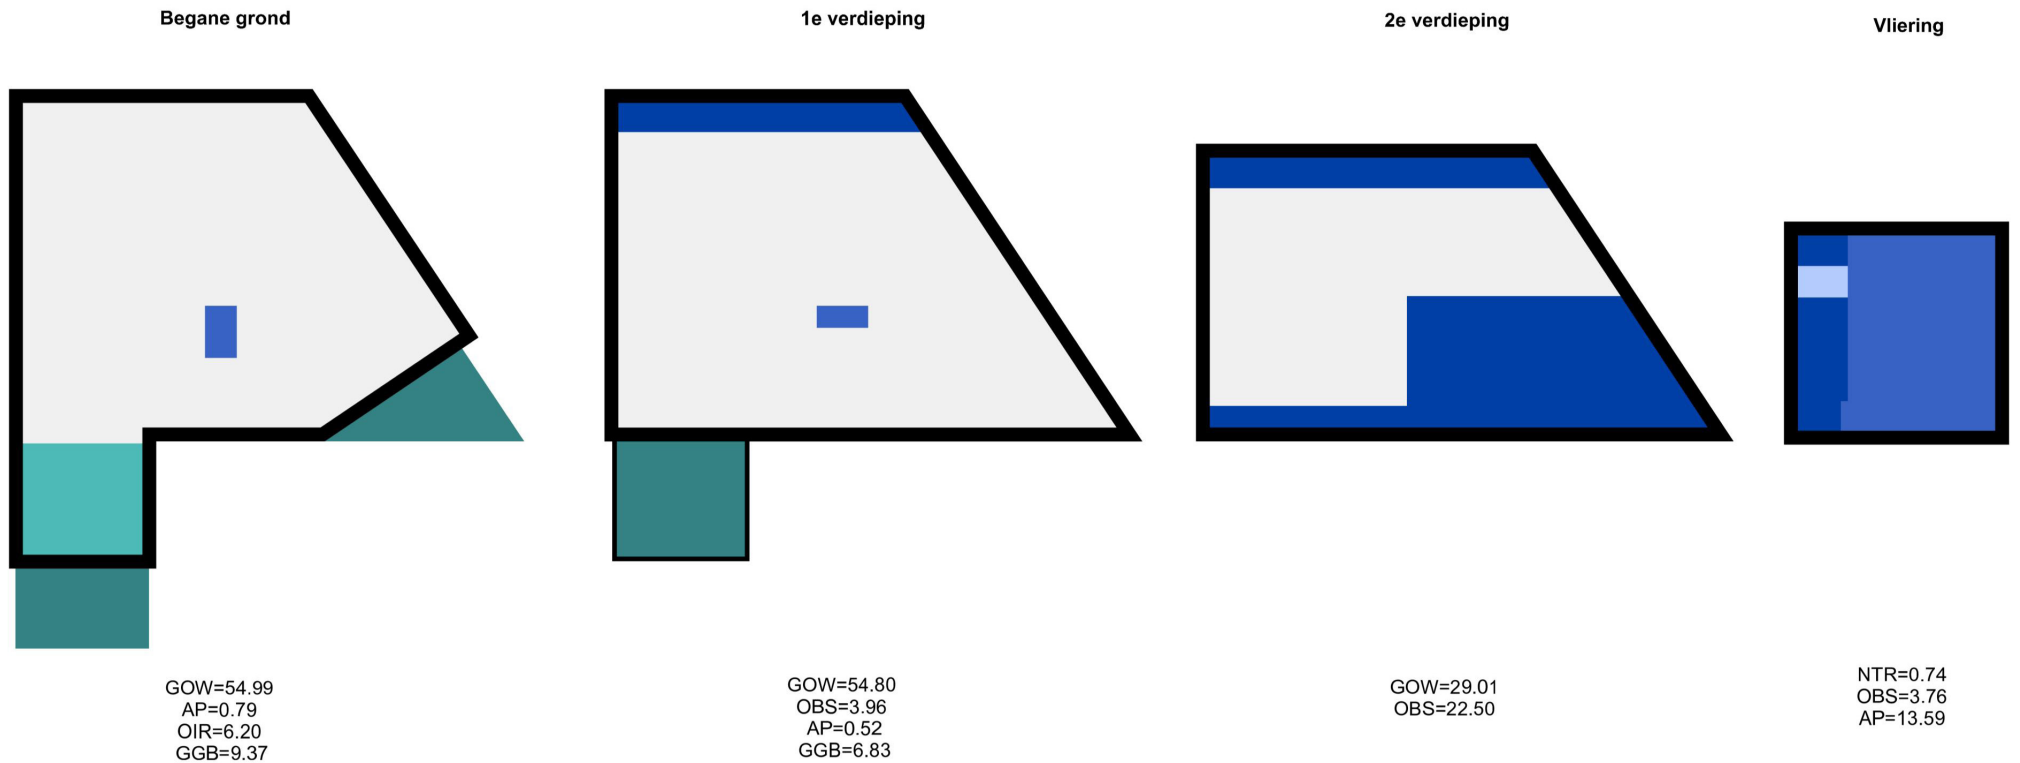 Begane grond
1e verdieping
2e verdieping
Vliering
GOW=54.99
AP=0.79
OIR=6.20
GGB=9.37
GOW=54.80
OBS=3.96
AP=0.52
GGB=6.83
GOW=29.01
OBS=22.50
NTR=0.74
OBS=3.76
AP=13.59